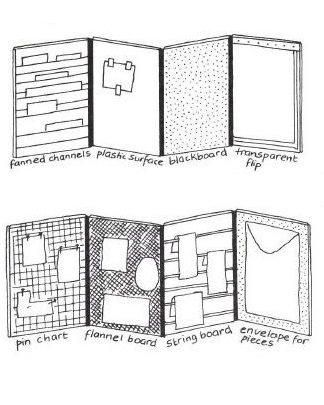 fanned channels plastic surface blackboard transparent
flip
pin chart flannel board string board envelope for
pieces